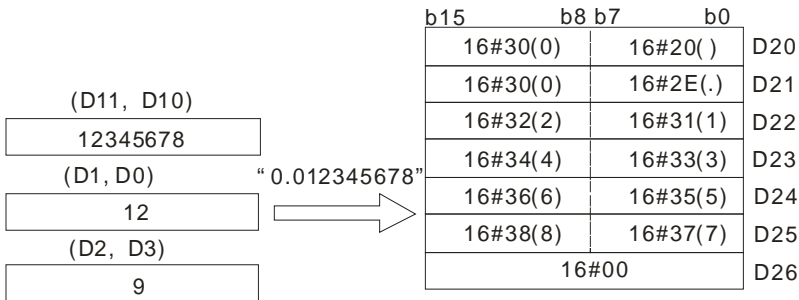 (D11, D10)
12345678
(D1, D0)
12
(D2, D3)
9
“ 0.012345678”
b15 b8 b7 b0
16#30(0) 16#20( ) D20
16#30(0) 16#2E(.) D21
16#32(2) 16#31(1) D22
16#34(4) 16#33(3) D23
16#36(6) 16#35(5) D24
16#38(8) 16#37(7) D25
16#00 D26